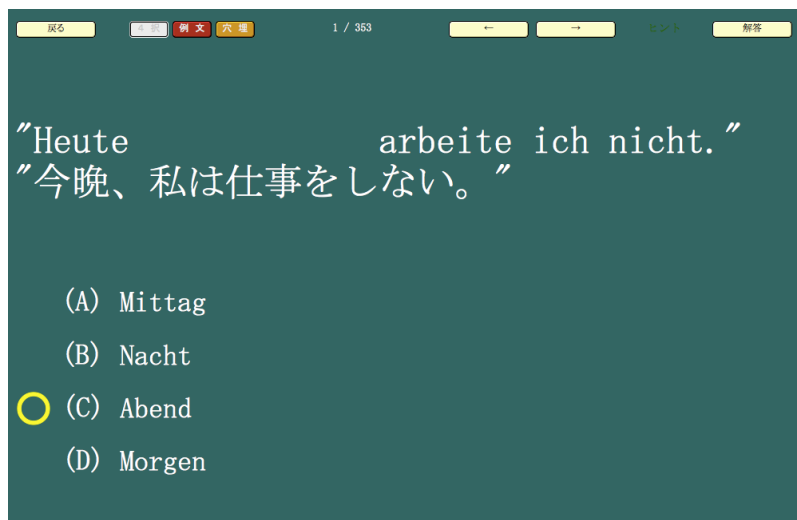 戻る 4 択 例 文 穴 埋 1 / 353 ← → ヒント 解答
"Heute arbeite ich nicht."
"今晩、私は仕事をしない。"
(A) Mittag
(B) Nacht
(C) Abend
(D) Morgen